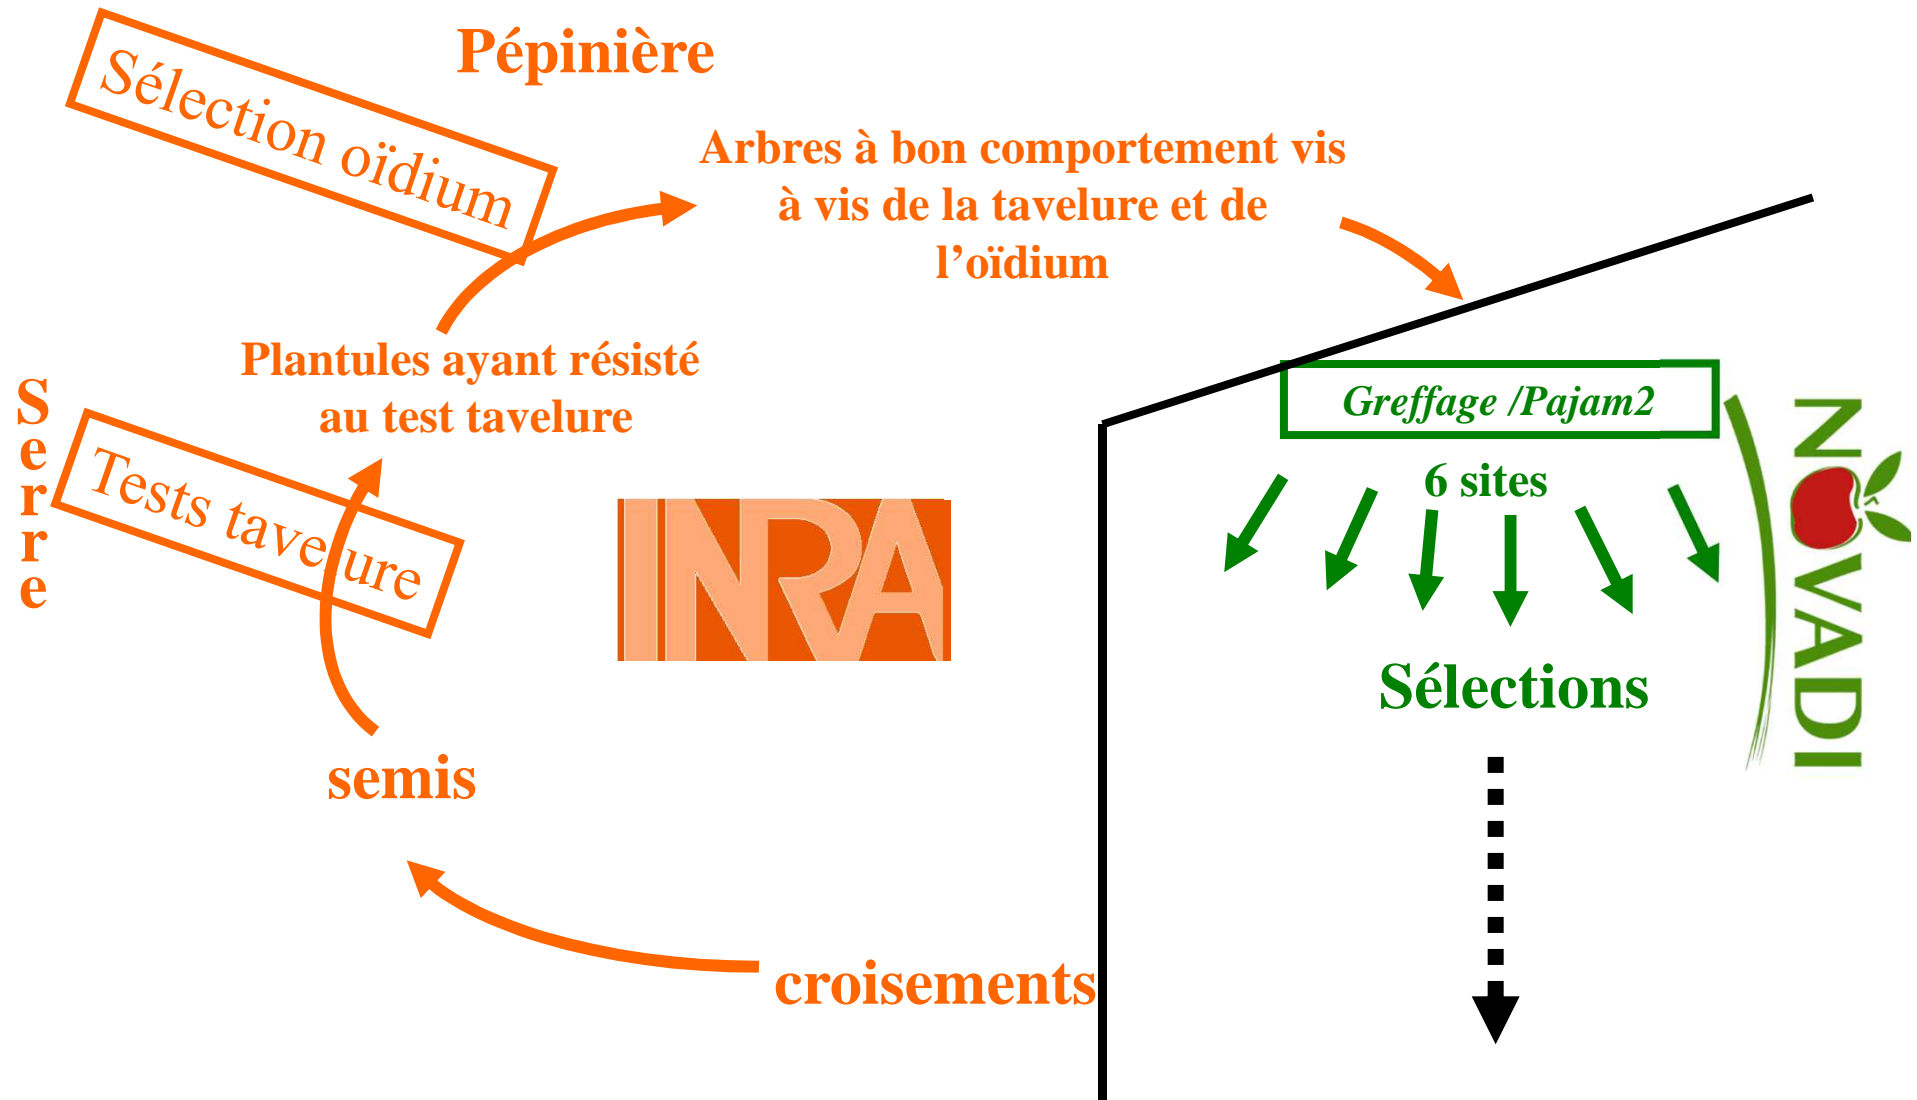 Pépinière
Sélection oïdium
Arbres à bon comportement vis
à vis de la tavelure et de
l’oïdium
Plantules ayant résisté
au test tavelure
Serre
Tests tavelure
INRA
semis
croisements
Greffage /Pajam2
6 sites
Sélections
NOVADI